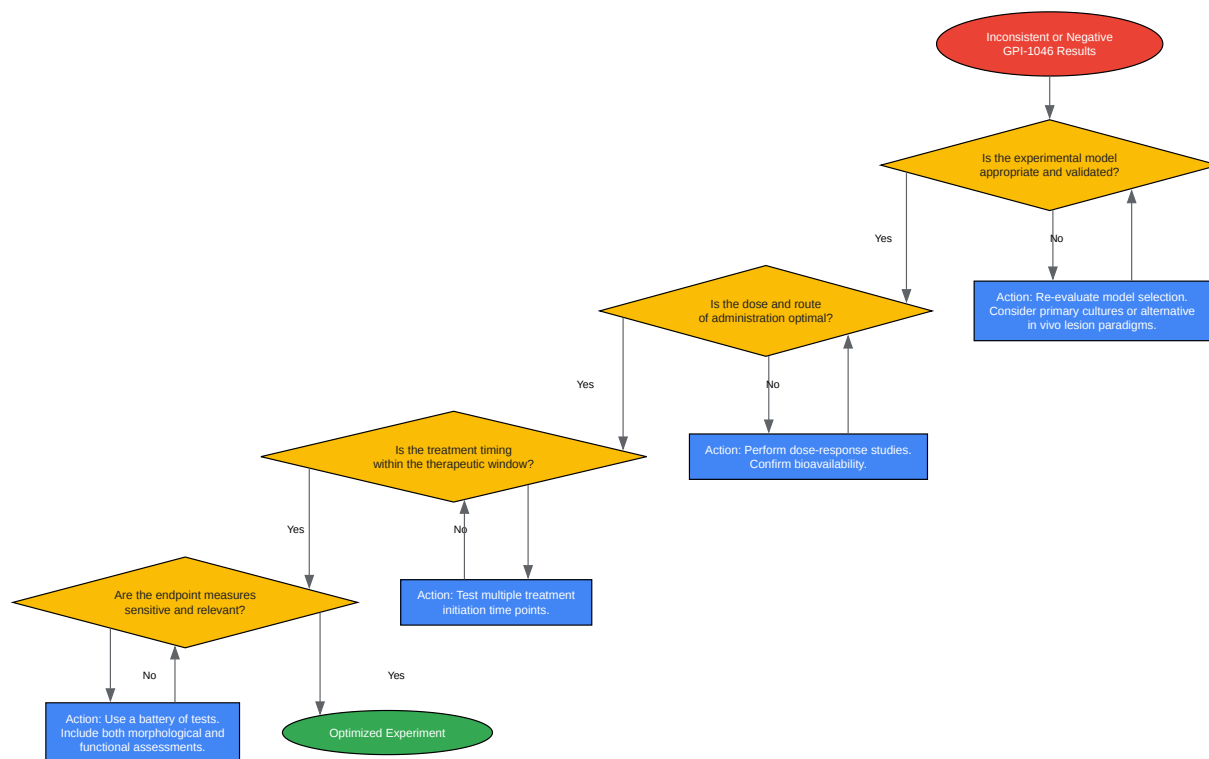 Inconsistent or Negative
GPI-1046 Results
Is the experimental model
appropriate and validated?
Yes
No
Action: Re-evaluate model selection.
Consider primary cultures or alternative
in vivo lesion paradigms.
Is the dose and route
of administration optimal?
Yes
No
Action: Perform dose-response studies.
Confirm bioavailability.
Is the treatment timing
within the therapeutic window?
Yes
No
Action: Test multiple treatment
initiation time points.
Are the endpoint measures
sensitive and relevant?
No
Yes
Action: Use a battery of tests.
Include both morphological and
functional assessments.
Optimized Experiment